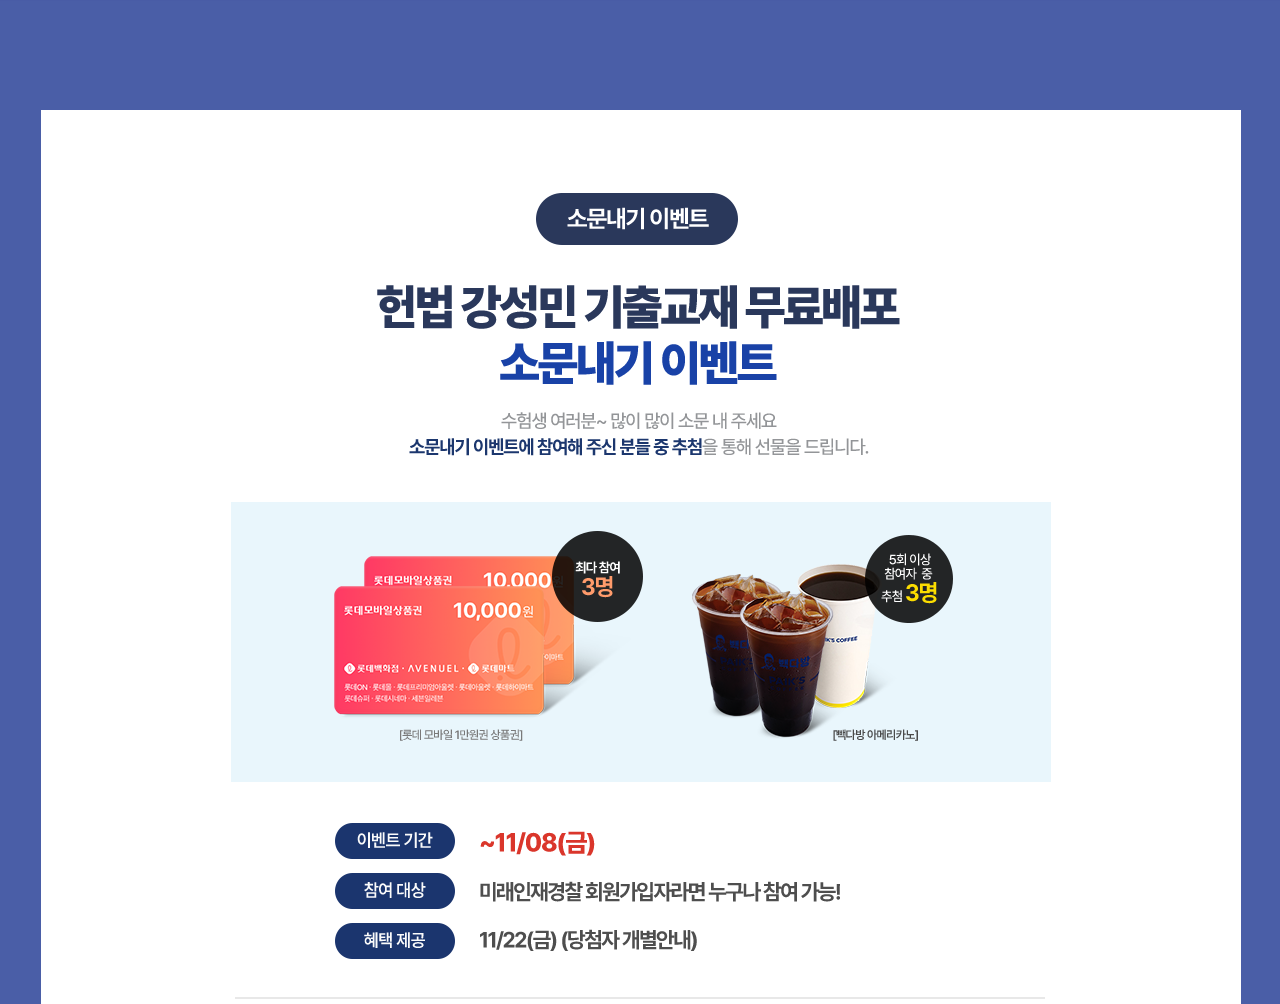 소문내기 이벤트
헌법 강성민 기출교재 무료배포
소문내기 이벤트
수험생 여러분~ 많이 많이 소문 내 주세요
소문내기 이벤트에 참여해 주신 분들 중 추첨을 통해 선물을 드립니다.
롯데모바일상품권 10,000원
최다 참여
3명
롯데모바일상품권 10,000원
롯데백화점 · AVENUEL · 롯데마트
롯데ON · 롯데몰 · 롯데프리미엄아울렛 · 롯데아울렛 · 롯데하이마트
롯데슈퍼 · 롯데시네마 · 세븐일레븐
[롯데 모바일 1만원권 상품권]
5회 이상
참여자 중
추첨 3명
빽다방
K'S COFFEE
[빽다방 아메리카노]
이벤트 기간 ~11/08(금)
참여 대상 미래인재경찰 회원가입자라면 누구나 참여 가능!
혜택 제공 11/22(금) (당첨자 개별안내)